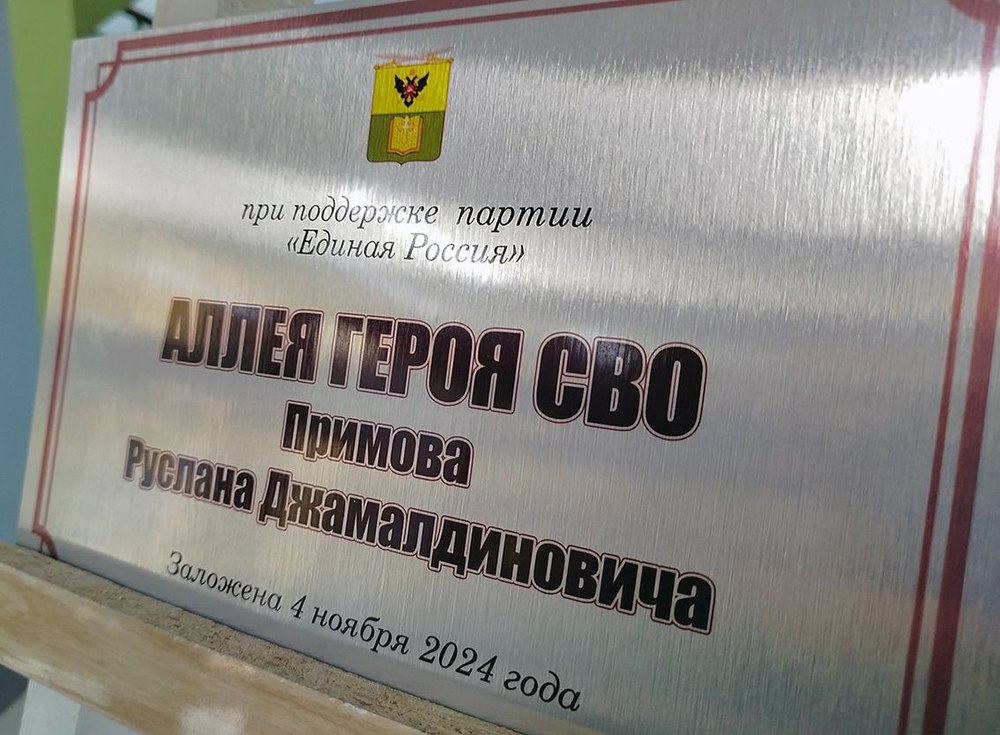 при поддержке партии
«Единая Россия»
АЛЛЕЯ ГЕРОЯ СВО
Примова
Руслана Джамалдиновича
Заложена 4 ноября 2024 года